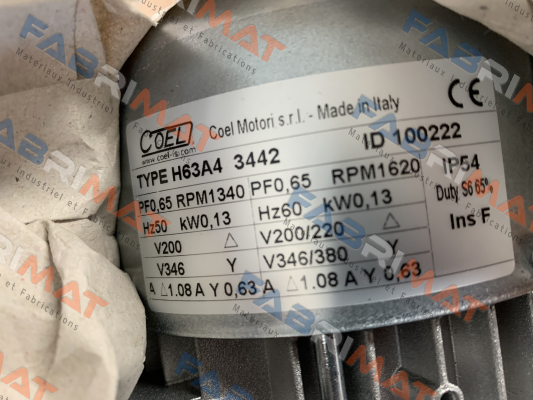 COEL
www.coel-is.com
Coel Motori s.r.l. - Made in Italy
CE
TYPE H63A4 3442
ID 100222
PF0,65 RPM1340 PF0,65 RPM1620 IP54
Hz50 kW0,13 Hz60 kW0,13 Duty S6 65%
V200 △ V200/220 △ Ins F
V346 Y V346/380 Y
A △1.08 A Y 0,63 A △1.08 A Y 0,63
FABRIMAT
Materiaux Industriel et Fabrications